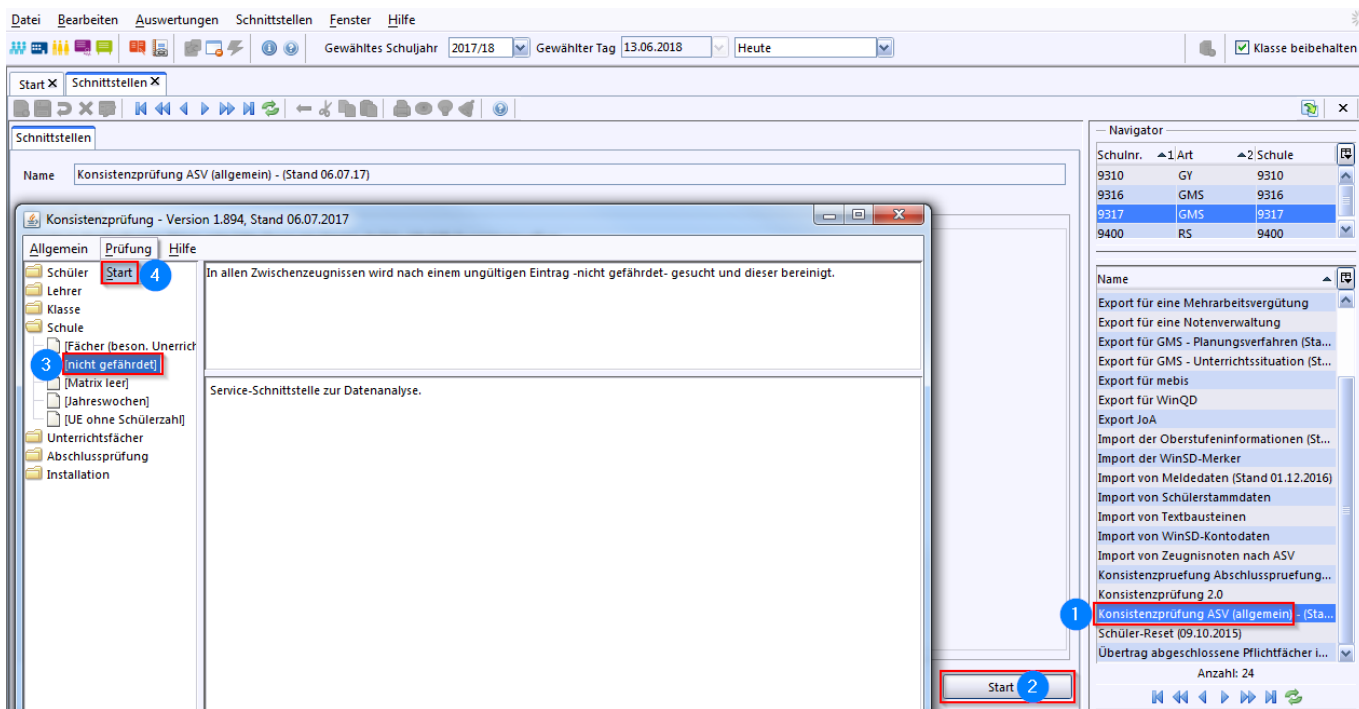 Datei Bearbeiten Auswertungen Schnittstellen Fenster Hilfe
Gewähltes Schuljahr 2017/18 Gewählter Tag 13.06.2018 Heute Klasse beibehalten
Start Schnittstellen
Schnittstellen
Name Konsistenzprüfung ASV (allgemein) - (Stand 06.07.17)
Konsistenzprüfung - Version 1.894, Stand 06.07.2017
Allgemein Prüfung Hilfe
Start 4
Schüler
Lehrer
Klasse
Schule
[Fächer (beson. Unerrich
3 [nicht gefährdet]
[Matrix leer]
[Jahreswochen]
[UE ohne Schülerzahl]
Unterrichtsfächer
Abschlussprüfung
Installation
In allen Zwischenzeugnissen wird nach einem ungültigen Eintrag -nicht gefährdet- gesucht und dieser bereinigt.
Service-Schnittstelle zur Datenanalyse.
Start 2
Navigator
Schulnr. 1 Art 2 Schule
9310 GY 9310
9316 GMS 9316
9317 GMS 9317
9400 RS 9400
Name
Export für eine Mehrarbeitsvergütung
Export für eine Notenverwaltung
Export für GMS - Planungsverfahren (Sta...
Export für GMS - Unterrichtssituation (St...
Export für mebis
Export für WinQD
Export JoA
Import der Oberstufeninformationen (St...
Import der WinSD-Merker
Import von Meldedaten (Stand 01.12.2016)
Import von Schülerstammdaten
Import von Textbausteinen
Import von WinSD-Kontodaten
Import von Zeugnisnoten nach ASV
Konsistenzpruefung Abschlusspruefung...
Konsistenzprüfung 2.0
1 Konsistenzprüfung ASV (allgemein) - (Sta...
Schüler-Reset (09.10.2015)
Übertrag abgeschlossene Pflichtfächer i...
Anzahl: 24